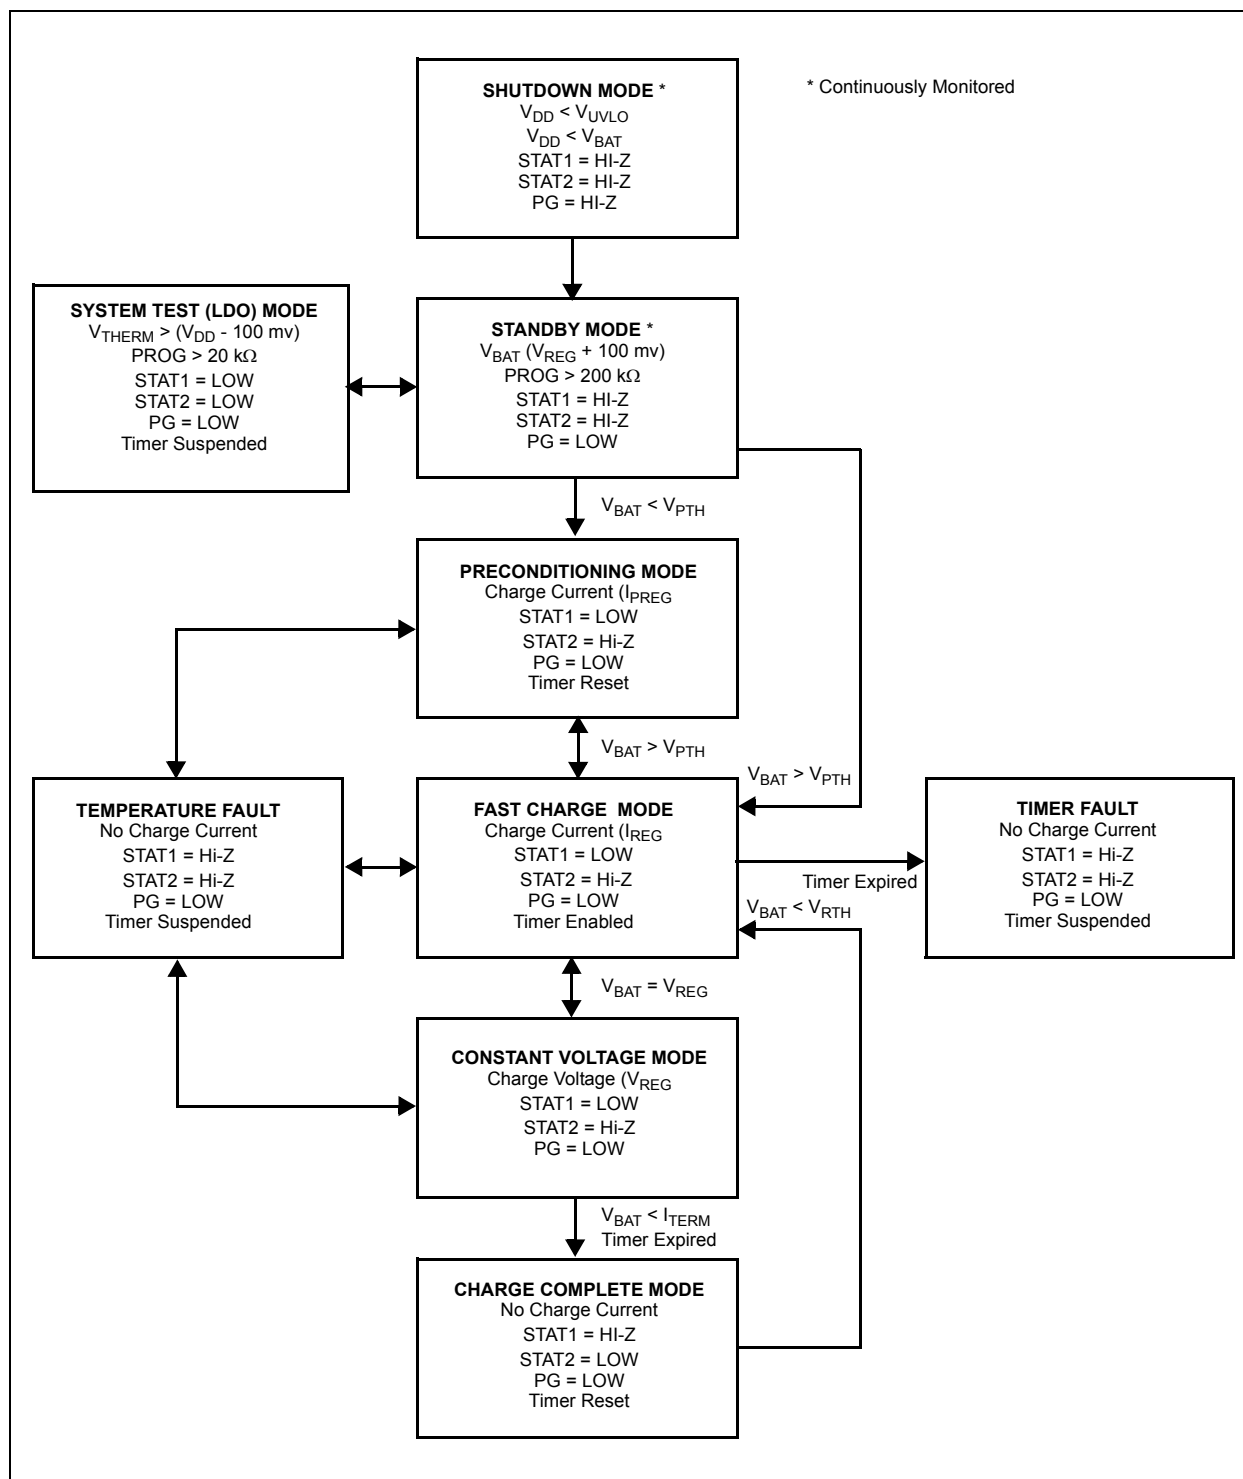 SHUTDOWN MODE *
V_DD < V_UVLO
V_DD < V_BAT
STAT1 = HI-Z
STAT2 = HI-Z
PG = HI-Z
* Continuously Monitored
SYSTEM TEST (LDO) MODE
V_THERM > (V_DD - 100 mv)
PROG > 20 kΩ
STAT1 = LOW
STAT2 = LOW
PG = LOW
Timer Suspended
STANDBY MODE *
V_BAT (V_REG + 100 mv)
PROG > 200 kΩ
STAT1 = HI-Z
STAT2 = HI-Z
PG = LOW
V_BAT < V_PTH
PRECONDITIONING MODE
Charge Current (I_PREG
STAT1 = LOW
STAT2 = Hi-Z
PG = LOW
Timer Reset
V_BAT > V_PTH
V_BAT > V_PTH
TEMPERATURE FAULT
No Charge Current
STAT1 = Hi-Z
STAT2 = Hi-Z
PG = LOW
Timer Suspended
FAST CHARGE MODE
Charge Current (I_REG
STAT1 = LOW
STAT2 = Hi-Z
PG = LOW
Timer Enabled
Timer Expired
V_BAT < V_RTH
TIMER FAULT
No Charge Current
STAT1 = Hi-Z
STAT2 = Hi-Z
PG = LOW
Timer Suspended
V_BAT = V_REG
CONSTANT VOLTAGE MODE
Charge Voltage (V_REG
STAT1 = LOW
STAT2 = Hi-Z
PG = LOW
V_BAT < I_TERM
Timer Expired
CHARGE COMPLETE MODE
No Charge Current
STAT1 = HI-Z
STAT2 = LOW
PG = LOW
Timer Reset